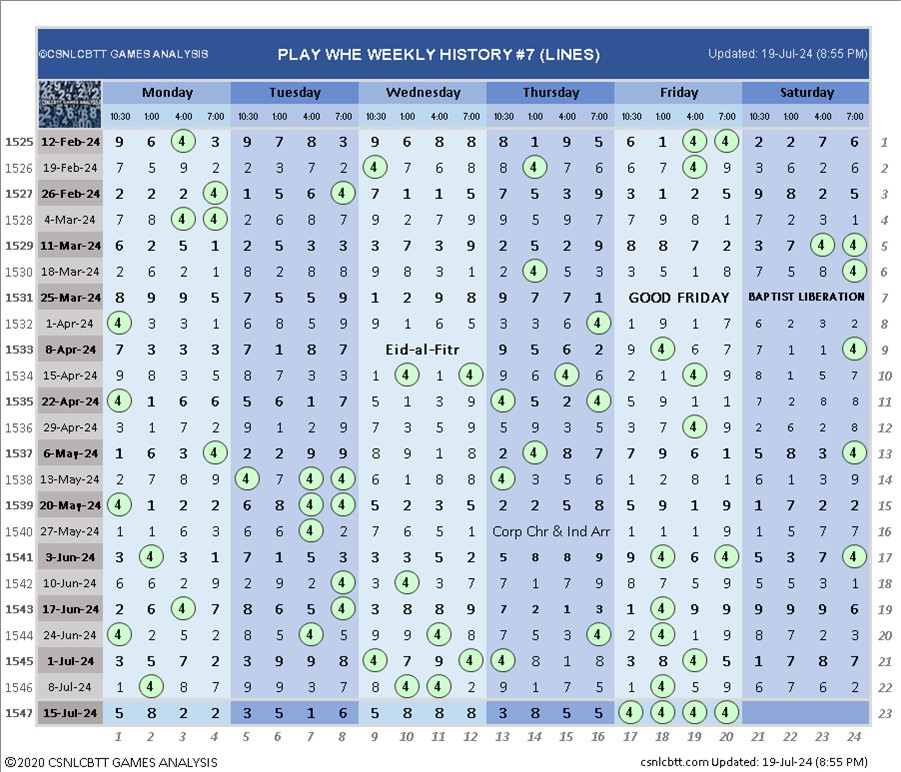 ©CSNLCBTT GAMES ANALYSIS PLAY WHE WEEKLY HISTORY #7 (LINES) Updated: 19-Jul-24 (8:55 PM)
Monday Tuesday Wednesday Thursday Friday Saturday
10:30 1:00 4:00 7:00 10:30 1:00 4:00 7:00 10:30 1:00 4:00 7:00 10:30 1:00 4:00 7:00 10:30 1:00 4:00 7:00 10:30 1:00 4:00 7:00
1525 12-Feb-24 9 6 4 3 9 7 8 3 9 6 8 8 8 1 9 5 6 1 4 4 2 2 7 6 1
1526 19-Feb-24 7 5 9 2 2 3 7 2 4 7 6 8 8 4 7 2 6 7 4 9 3 6 2 6 2
1527 26-Feb-24 2 2 2 4 1 5 6 4 7 1 1 5 7 5 3 9 3 1 2 5 9 8 2 5 3
1528 4-Mar-24 7 8 4 4 2 6 8 7 9 2 7 9 9 5 9 7 7 9 8 1 7 2 3 1 4
1529 11-Mar-24 6 2 5 1 2 5 3 3 3 7 3 9 2 5 2 9 8 8 7 2 3 7 4 4 5
1530 18-Mar-24 2 6 2 1 8 2 8 8 9 8 3 1 2 4 5 3 3 5 1 8 7 5 8 4 6
1531 25-Mar-24 8 9 9 5 7 5 5 9 1 2 9 8 9 7 7 1 GOOD FRIDAY BAPTIST LIBERATION 7
1532 1-Apr-24 4 3 3 1 6 8 5 9 9 1 6 5 3 3 6 4 1 9 1 7 6 2 3 2 8
1533 8-Apr-24 7 3 3 3 7 1 8 7 Eid-al-Fitr 9 5 6 2 9 4 6 7 7 1 1 4 9
1534 15-Apr-24 9 8 3 5 8 7 3 3 1 4 1 4 9 6 4 5 2 1 4 9 8 1 5 7 10
1535 22-Apr-24 4 1 6 6 5 6 1 7 5 1 3 9 4 5 2 4 5 9 1 1 7 2 8 8 11
1536 29-Apr-24 3 1 7 2 9 1 2 9 7 3 5 9 5 9 3 5 3 7 4 9 2 6 2 8 12
1537 6-May-24 1 6 3 4 2 2 9 9 8 9 1 8 2 4 8 7 7 9 6 1 5 8 3 4 13
1538 13-May-24 2 7 8 9 4 7 4 4 6 2 8 1 4 3 5 9 1 2 8 1 6 1 3 9 14
1539 20-May-24 4 1 2 2 6 8 4 4 5 2 3 5 2 2 5 8 5 9 1 9 1 7 2 2 15
1540 27-May-24 1 1 6 3 6 6 4 2 7 6 5 1 Corp Chr & Ind Arr 1 1 1 9 1 5 7 7 16
1541 3-Jun-24 3 4 3 1 7 1 5 3 3 3 5 2 5 8 8 9 9 4 6 4 5 3 7 4 17
1542 10-Jun-24 6 6 2 9 2 9 2 4 3 4 3 7 7 1 7 9 8 7 5 9 5 5 3 1 18
1543 17-Jun-24 2 6 4 7 8 6 5 4 3 8 8 9 7 2 1 3 1 4 9 9 9 9 9 6 19
1544 24-Jun-24 4 2 5 2 8 5 4 5 9 9 4 8 7 5 3 4 2 4 1 9 8 7 2 3 20
1545 1-Jul-24 3 5 7 2 3 9 9 8 4 7 9 4 4 8 1 8 3 8 4 5 1 7 8 7 21
1546 8-Jul-24 1 4 8 7 9 9 3 7 8 4 4 2 9 1 7 5 1 4 5 9 6 7 6 2 22
1547 15-Jul-24 5 8 2 2 3 5 1 6 5 8 8 8 3 8 5 5 4 4 4 4 23
1 2 3 4 5 6 7 8 9 10 11 12 13 14 15 16 17 18 19 20 21 22 23 24
©2020 CSNLCBTT GAMES ANALYSIS csnlcbtt.com Updated: 19-Jul-24 (8:55 PM)